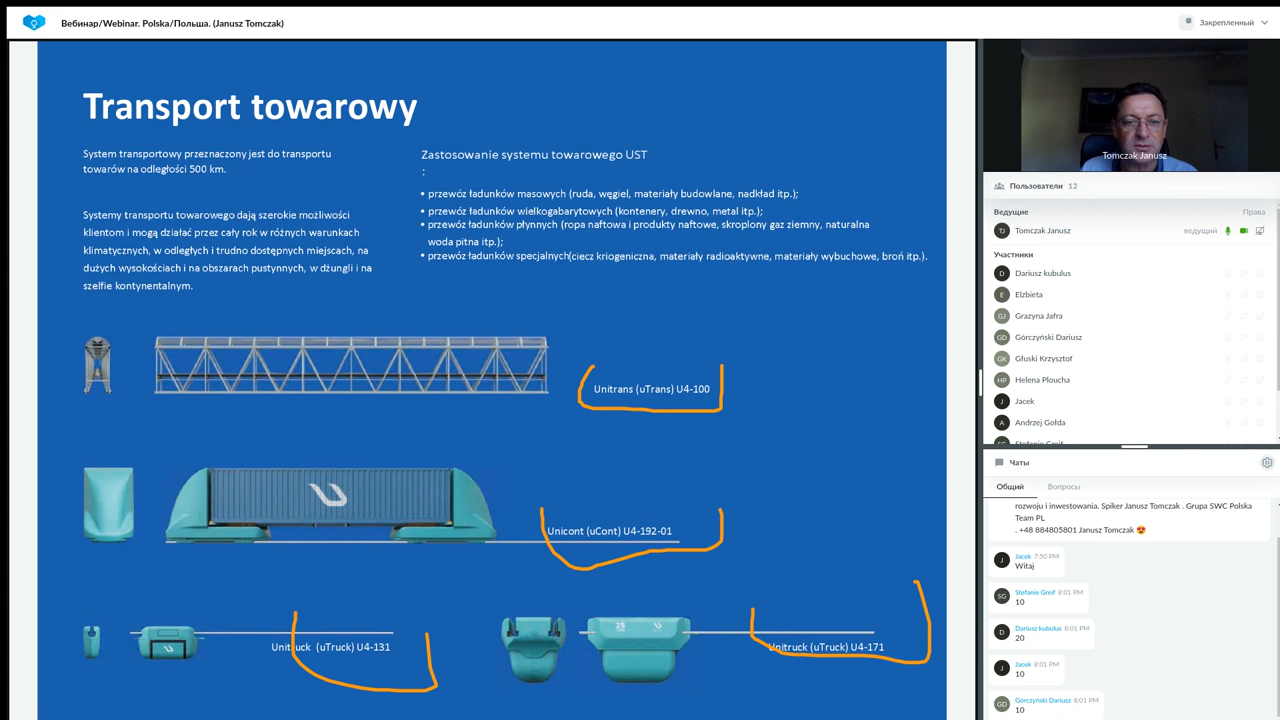 Вебинар/Webinar. Polska/Польша. (Janusz Tomczak)
Закрепленный
Transport towarowy
System transportowy przeznaczony jest do transportu
towarów na odległości 500 km.
Systemy transportu towarowego dają szerokie możliwości
klientom i mogą działać przez cały rok w różnych warunkach
klimatycznych, w odległych i trudno dostępnych miejscach, na
dużych wysokościach i na obszarach pustynnych, w dżungli i na
szelfie kontynentalnym.
Zastosowanie systemu towarowego UST
:
• przewóz ładunków masowych (ruda, węgiel, materiały budowlane, nadkład itp.);
• przewóz ładunków wielkogabarytowych (kontenery, drewno, metal itp.);
• przewóz ładunków płynnych (ropa naftowa i produkty naftowe, skroplony gaz ziemny, naturalna
woda pitna itp.);
• przewóz ładunków specjalnych(ciecz kriogeniczna, materiały radioaktywne, materiały wybuchowe, broń itp.).
Unitrans (uTrans) U4-100
Unicont (uCont) U4-192-01
Unitruck (uTruck) U4-131
Unitruck (uTruck) U4-171
Tomczak Janusz
Пользователи 12
Ведущие Права
TJ Tomczak Janusz ведущий
Участники
D Dariusz kubulus
E Elzbieta
GJ Grazyna Jafra
GD Górczyński Dariusz
GK Głuski Krzysztof
HP Helena Ploucha
J Jacek
A Andrzej Gołda
Stefanie Greif
Чаты
Общий Вопросы
rozwoju i inwestowania. Spiker Janusz Tomczak . Grupa SWC Polska
Team PL
. +48 884805801 Janusz Tomczak 😍
J Jacek 7:50 PM
Witaj
SG Stefanie Greif 8:01 PM
10
D Dariusz kubulus 8:01 PM
20
J Jacek 8:01 PM
10
GD Górczyński Dariusz 8:01 PM
10